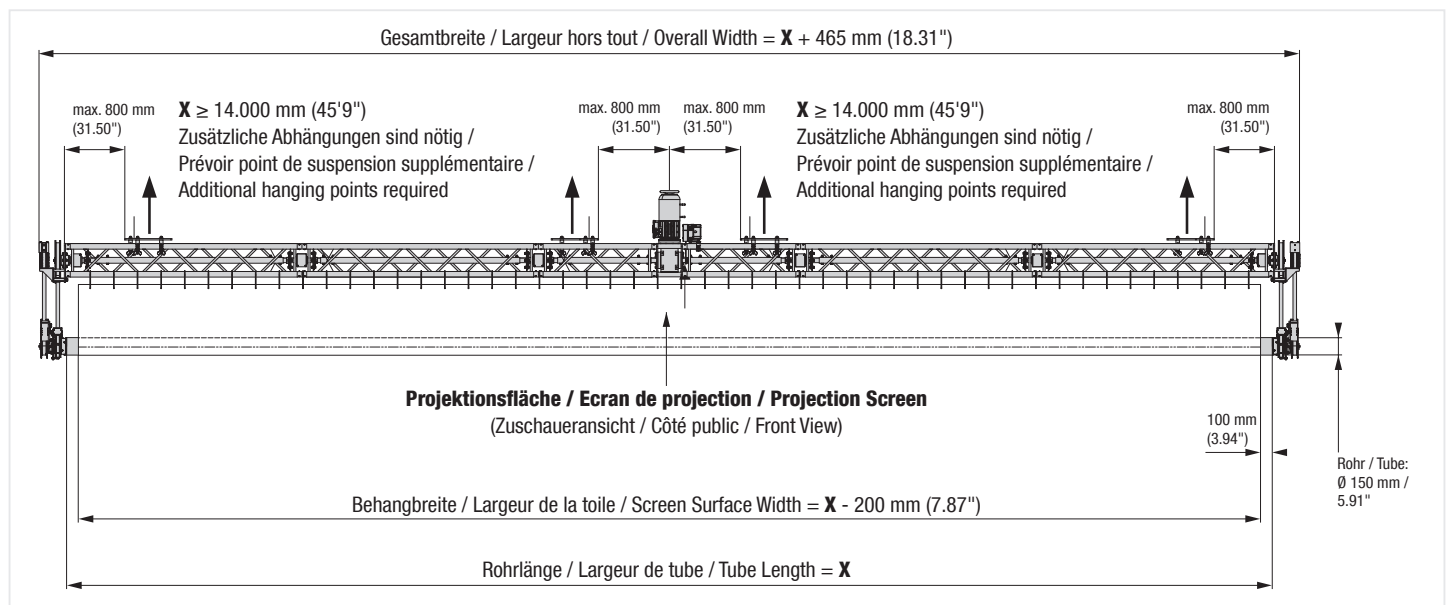 Gesamtbreite / Largeur hors tout / Overall Width = X + 465 mm (18.31")
max. 800 mm
(31.50")
X ≥ 14.000 mm (45'9")
Zusätzliche Abhängungen sind nötig /
Prévoir point de suspension supplémentaire /
Additional hanging points required
max. 800 mm
(31.50")
max. 800 mm
(31.50")
X ≥ 14.000 mm (45'9")
Zusätzliche Abhängungen sind nötig /
Prévoir point de suspension supplémentaire /
Additional hanging points required
max. 800 mm
(31.50")
Projektionsfläche / Ecran de projection / Projection Screen
(Zuschaueransicht / Côté public / Front View)
100 mm
(3.94")
Rohr / Tube:
Ø 150 mm /
5.91"
Behangbreite / Largeur de la toile / Screen Surface Width = X - 200 mm (7.87")
Rohrlänge / Largeur de tube / Tube Length = X